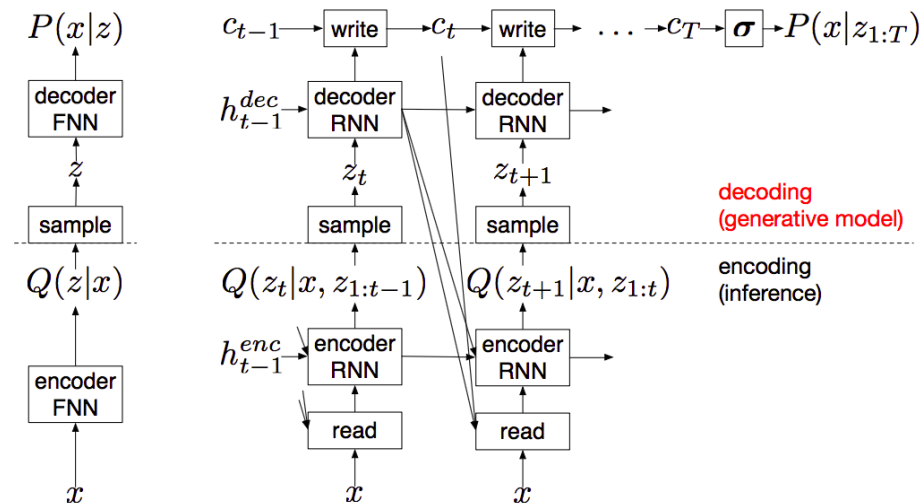 P(x|z)
decoder
FNN
z
sample
Q(z|x)
encoder
FNN
x
c_{t−1} write c_t write ... c_T σ P(x|z_{1:T})
h_{t−1}^{dec}
decoder
RNN
decoder
RNN
z_t
z_{t+1}
sample
sample
decoding
(generative model)
Q(z_t|x, z_{1:t−1})
Q(z_{t+1}|x, z_{1:t})
encoding
(inference)
h_{t−1}^{enc}
encoder
RNN
encoder
RNN
read
read
x
x